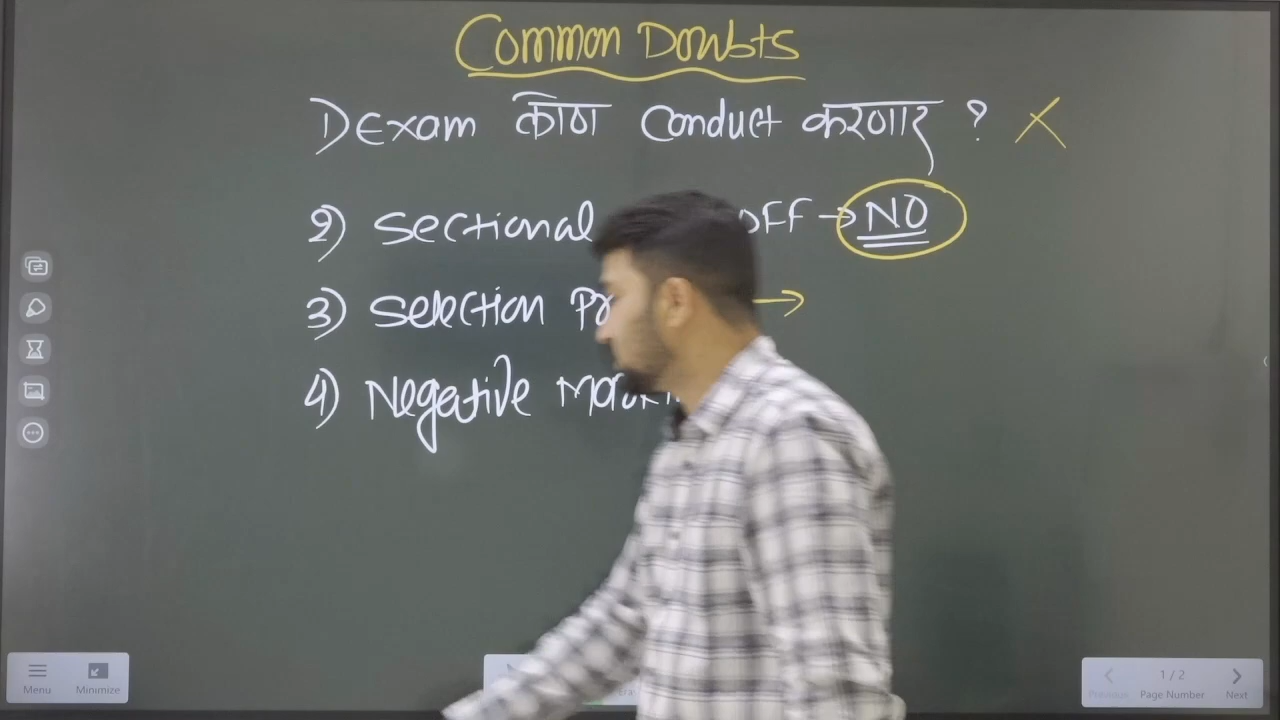 Common Doubts
1) Exam कोण Conduct करणार ?
2) Sectional OFF → NO
3) Selection →
4) Negative
Menu
Minimize
1/2
Previous
Page Number
Next